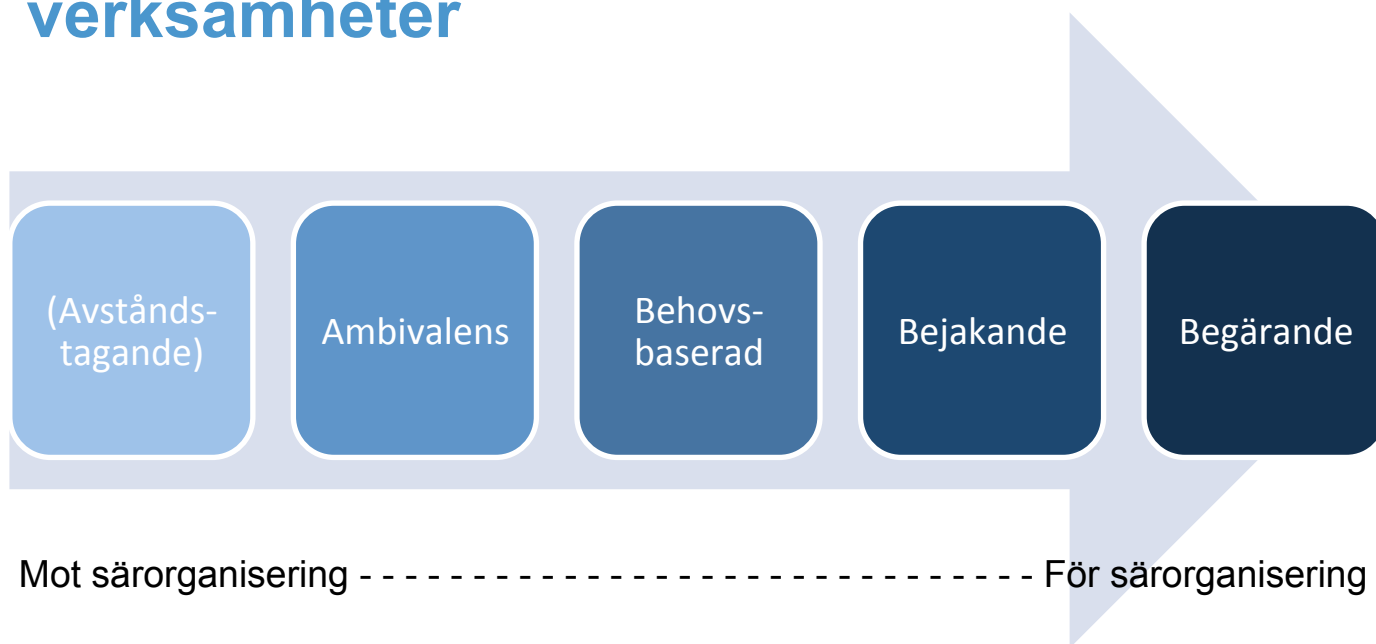 verksamheter
(Avstånds-
tagande)
Ambivalens
Behovs-
baserad
Bejakande
Begärande
Mot särorganisering - - - - - - - - - - - - - - - - - - - - - - - - - - - - - - För särorganisering